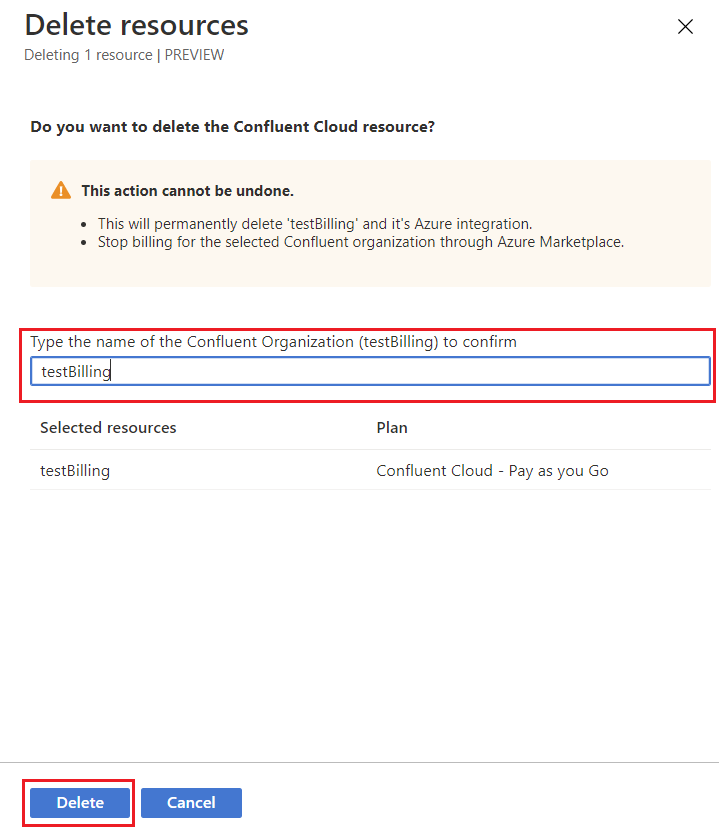 Delete resources
Deleting 1 resource | PREVIEW
Do you want to delete the Confluent Cloud resource?
This action cannot be undone.
• This will permanently delete 'testBilling' and it's Azure integration.
• Stop billing for the selected Confluent organization through Azure Marketplace.
Type the name of the Confluent Organization (testBilling) to confirm
testBilling
Selected resources Plan
testBilling Confluent Cloud - Pay as you Go
Delete Cancel